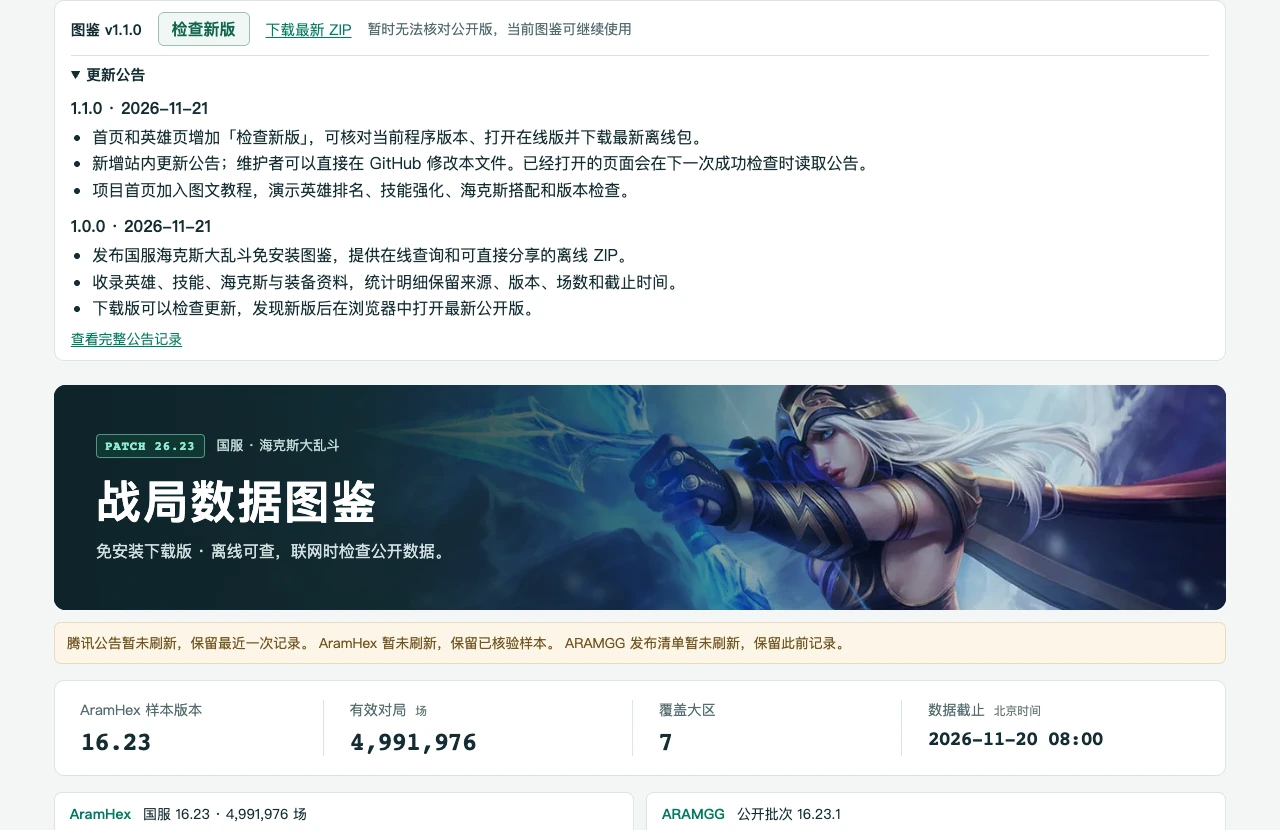 图鉴 v1.1.0 检查新版 下载最新 ZIP 暂时无法核对公开版，当前图鉴可继续使用
▼ 更新公告
1.1.0 · 2026-11-21
• 首页和英雄页增加「检查新版」，可核对当前程序版本、打开在线版并下载最新离线包。
• 新增站内更新公告；维护者可以直接在 GitHub 修改本文件。已经打开的页面会在下一次成功检查时读取公告。
• 项目首页加入图文教程，演示英雄排名、技能强化、海克斯搭配和版本检查。
1.0.0 · 2026-11-21
• 发布国服海克斯大乱斗免安装图鉴，提供在线查询和可直接分享的离线 ZIP。
• 收录英雄、技能、海克斯与装备资料，统计明细保留来源、版本、场数和截止时间。
• 下载版可以检查更新，发现新版后在浏览器中打开最新公开版。
查看完整公告记录
PATCH 26.23 国服 · 海克斯大乱斗
战局数据图鉴
免安装下载版 · 离线可查，联网时检查公开数据。
腾讯公告暂未刷新，保留最近一次记录。 AramHex 暂未刷新，保留已核验样本。 ARAMGG 发布清单暂未刷新，保留此前记录。
AramHex 样本版本 有效对局 场 覆盖大区 数据截止 北京时间
16.23 4,991,976 7 2026-11-20 08:00
AramHex 国服 16.23 · 4,991,976 场 ARAMGG 公开批次 16.23.1